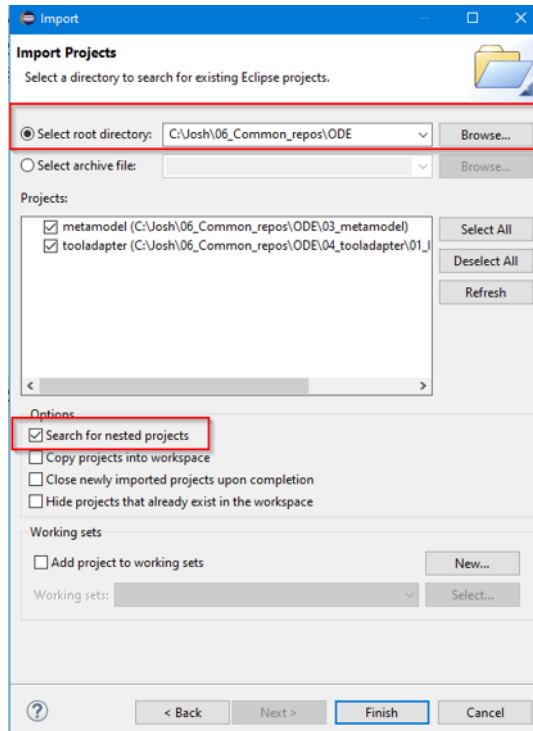 Import
Import Projects
Select a directory to search for existing Eclipse projects.
Select root directory: C:\Josh\06_Common_repos\ODE Browse...
Select archive file: Browse...
Projects:
metamodel (C:\Josh\06_Common_repos\ODE\03_metamodel) Select All
tooladapter (C:\Josh\06_Common_repos\ODE\04_tooladapter\01_I
Deselect All
Refresh
Options
Search for nested projects
Copy projects into workspace
Close newly imported projects upon completion
Hide projects that already exist in the workspace
Working sets
Add project to working sets New...
Working sets: Select...
? < Back Next > Finish Cancel